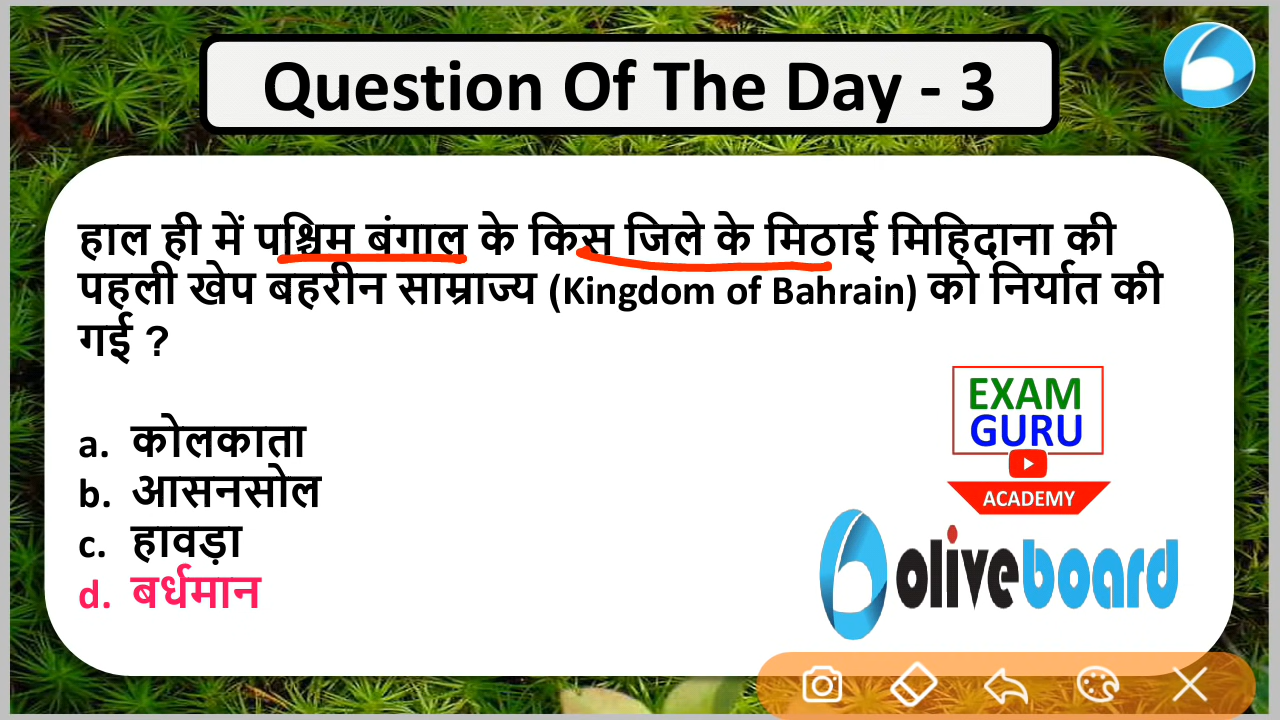 Question Of The Day - 3
हाल ही में पश्चिम बंगाल के किस जिले के मिठाई मिहिदाना की
पहली खेप बहरीन साम्राज्य (Kingdom of Bahrain) को निर्यात की
गई ?
a. कोलकाता
b. आसनसोल
c. हावड़ा
d. बर्धमान
EXAM
GURU
ACADEMY
oliveboard